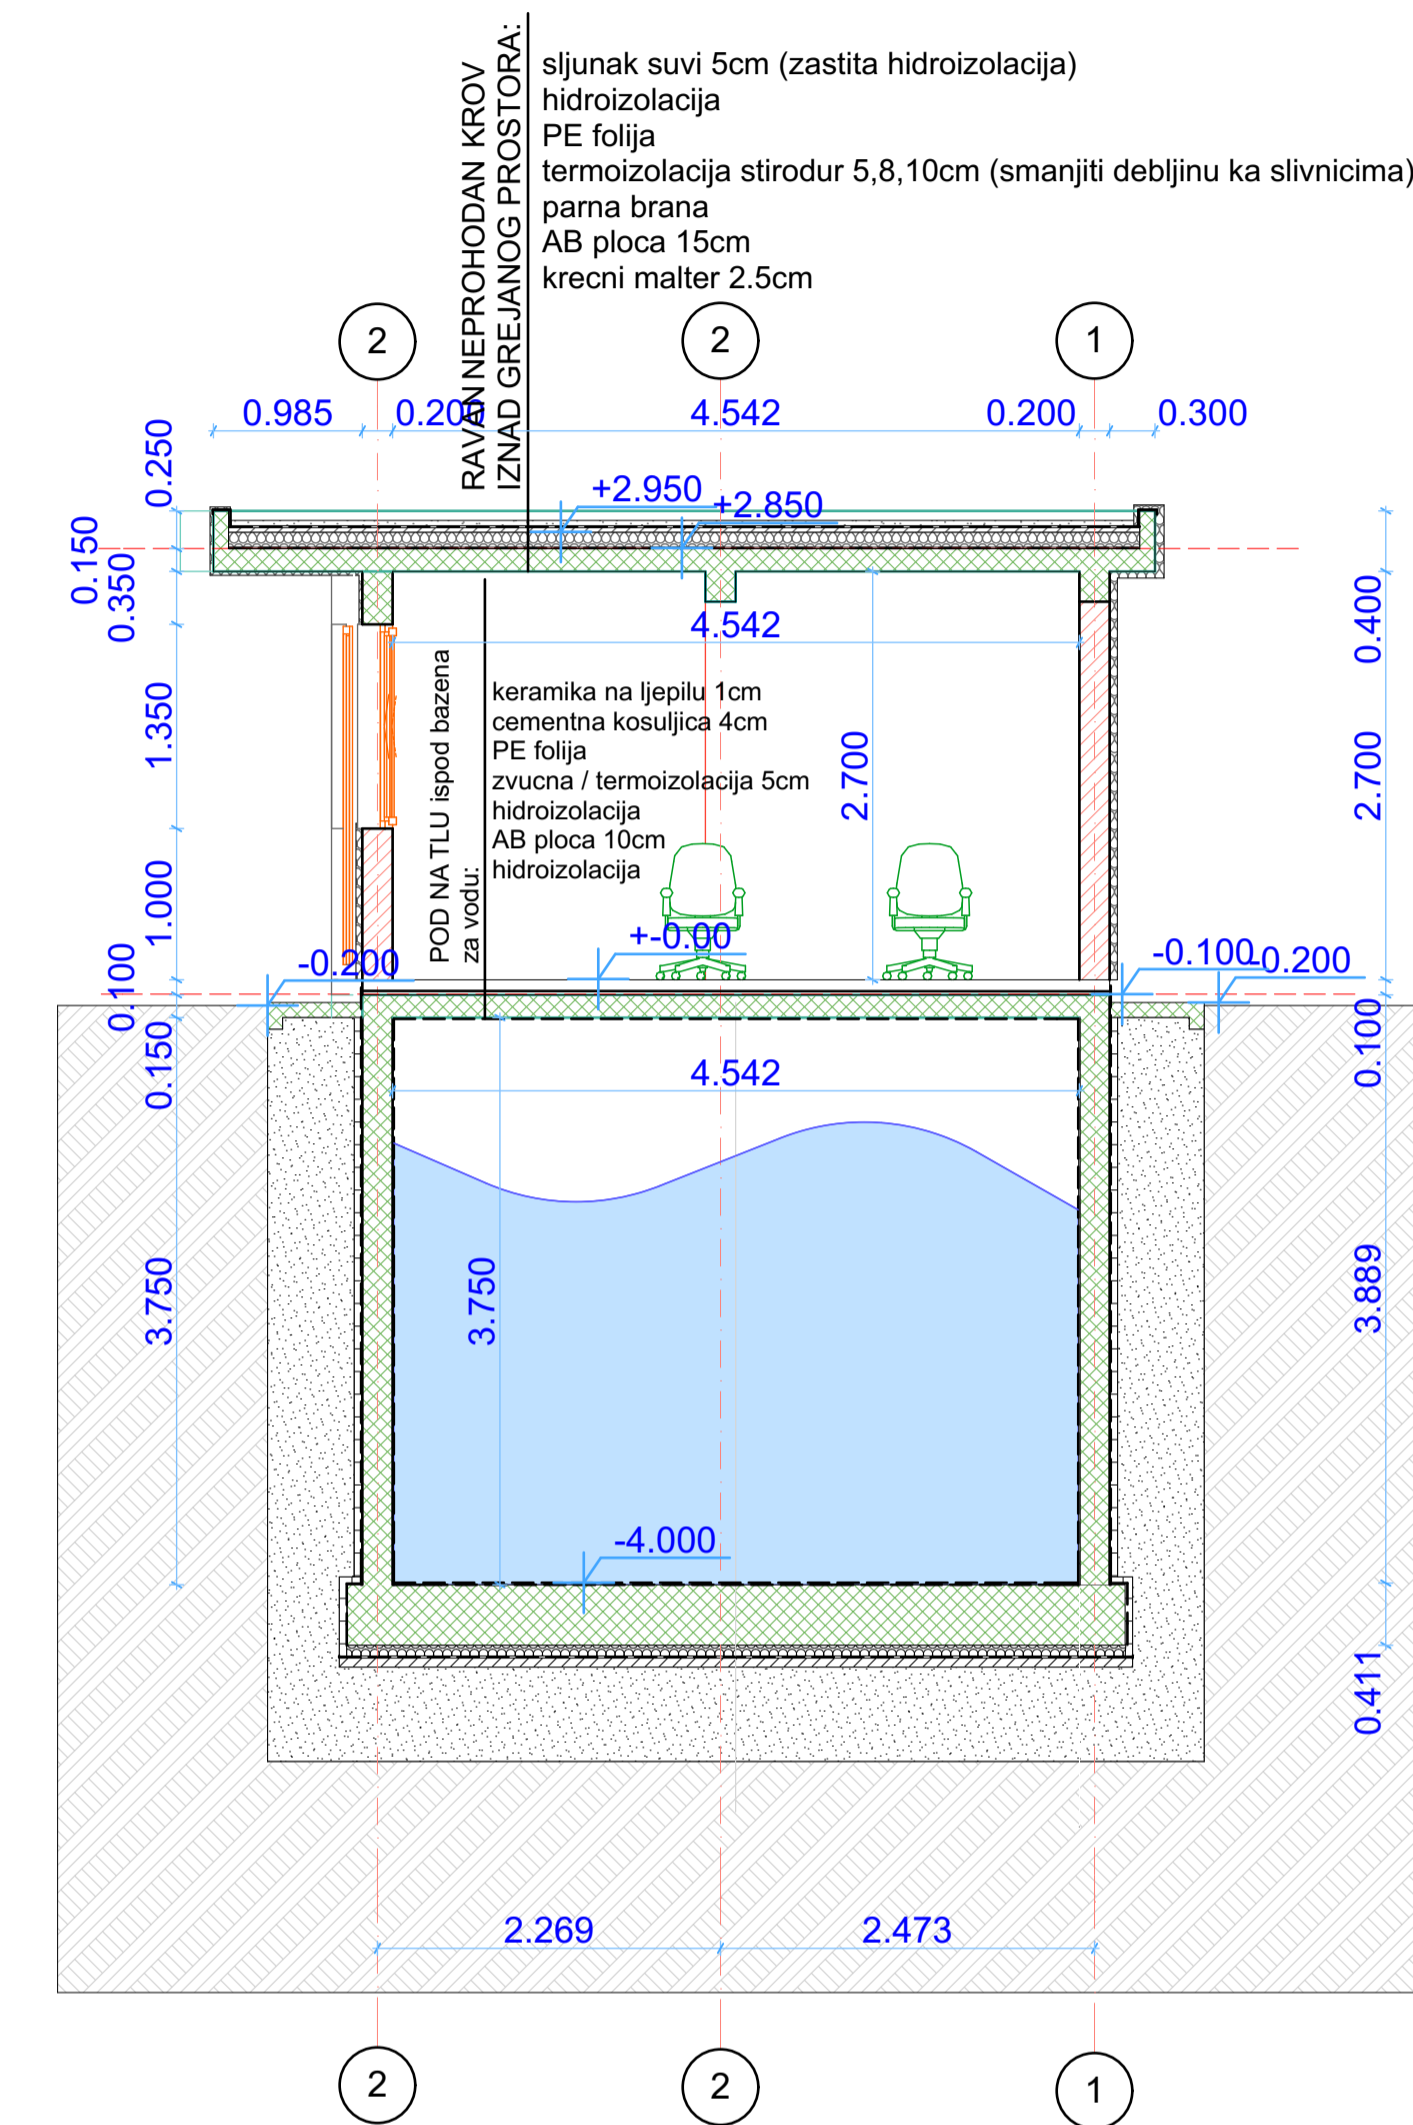 RAVAN NEPROHODAN KROV
IZNAD GREJANOG PROSTORA:
sljunak suvi 5cm (zastita hidroizolacija)
hidroizolacija
PE folija
termoizolacija stirodur 5,8,10cm (smanjiti debljinu ka slivnicima)
parna brana
AB ploca 15cm
krecni malter 2.5cm
2
2
1
0.985
0.200
4.542
0.200
0.300
0.250
0.150
0.350
1.350
1.000
0.100
0.150
3.750
+2.950
+2.850
4.542
POD NA TLU ispod bazena
za vodu:
keramika na ljepilu 1cm
cementna kosuljica 4cm
PE folija
zvucna / termoizolacija 5cm
hidroizolacija
AB ploca 10cm
hidroizolacija
2.700
0.400
2.700
0.100
3.889
0.411
-0.200
+-0.00
-0.100
-0.200
4.542
3.750
-4.000
2.269
2.473
2
2
1